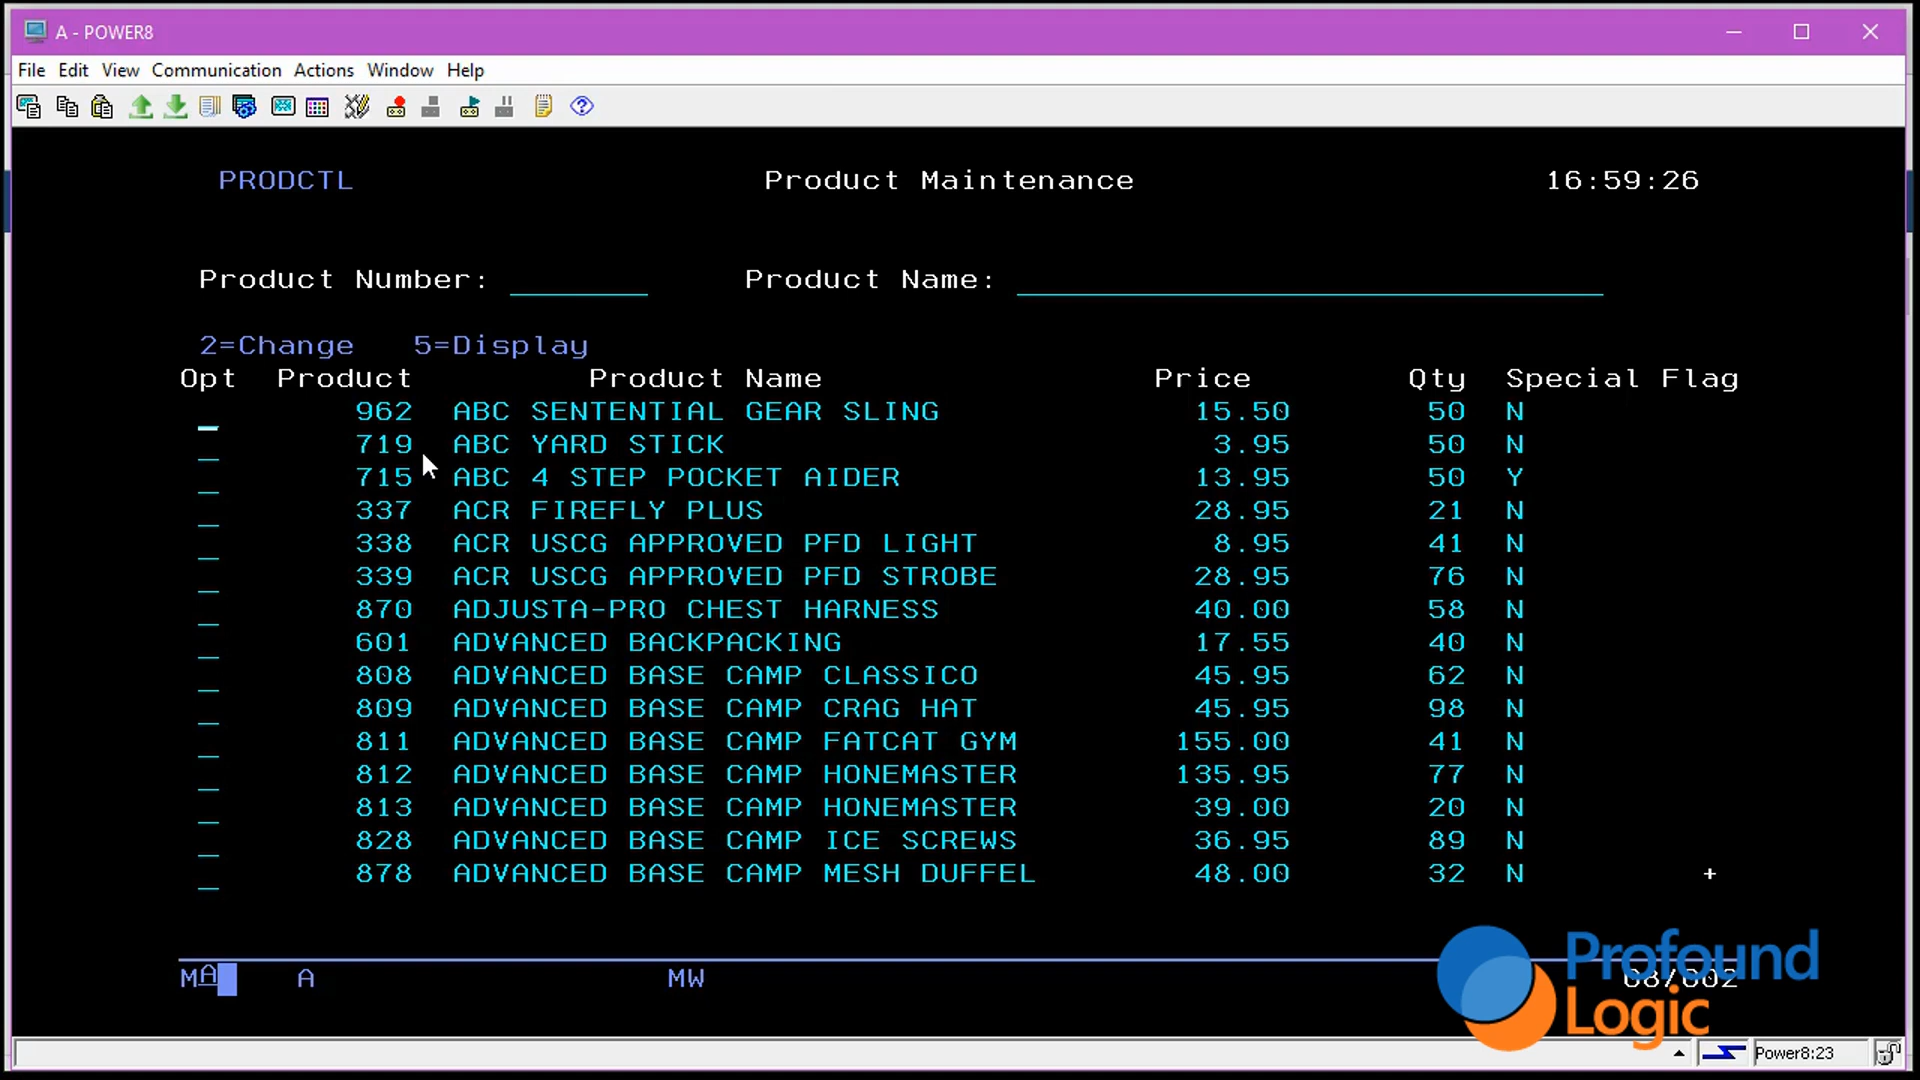 A - POWER8
File Edit View Communication Actions Window Help
PRODCTL Product Maintenance 16:59:26
Product Number: Product Name:
2=Change 5=Display
Opt Product Product Name Price Qty Special Flag
962 ABC SENTENTIAL GEAR SLING 15.50 50 N
719 ABC YARD STICK 3.95 50 N
715 ABC 4 STEP POCKET AIDER 13.95 50 Y
337 ACR FIREFLY PLUS 28.95 21 N
338 ACR USCG APPROVED PFD LIGHT 8.95 41 N
339 ACR USCG APPROVED PFD STROBE 28.95 76 N
870 ADJUSTA-PRO CHEST HARNESS 40.00 58 N
601 ADVANCED BACKPACKING 17.55 40 N
808 ADVANCED BASE CAMP CLASSICO 45.95 62 N
809 ADVANCED BASE CAMP CRAG HAT 45.95 98 N
811 ADVANCED BASE CAMP FATCAT GYM 155.00 41 N
812 ADVANCED BASE CAMP HONEMASTER 135.95 77 N
813 ADVANCED BASE CAMP HONEMASTER 39.00 20 N
828 ADVANCED BASE CAMP ICE SCREWS 36.95 89 N
878 ADVANCED BASE CAMP MESH DUFFEL 48.00 32 N +
MA A MW 08/002
Profound
Logic
Power8:23